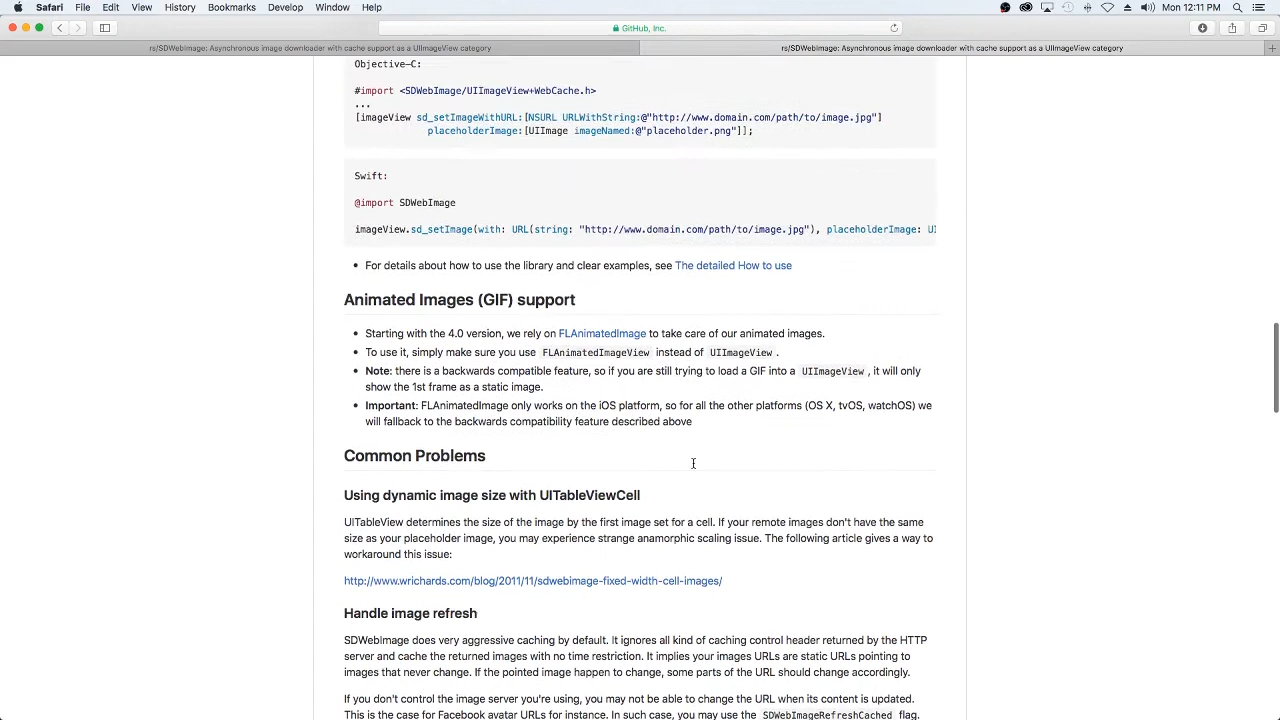 Safari File Edit View History Bookmarks Develop Window Help Mon 12:11 PM
GitHub, Inc.
rs/SDWebImage: Asynchronous image downloader with cache support as a UIImageView category
rs/SDWebImage: Asynchronous image downloader with cache support as a UIImageView category
Objective-C:
#import <SDWebImage/UIImageView+WebCache.h>
...
[imageView sd_setImageWithURL:[NSURL URLWithString:@"http://www.domain.com/path/to/image.jpg"]
placeholderImage:[UIImage imageNamed:@"placeholder.png"]];
Swift:
@import SDWebImage
imageView.sd_setImage(with: URL(string: "http://www.domain.com/path/to/image.jpg"), placeholderImage: UI
• For details about how to use the library and clear examples, see The detailed How to use
Animated Images (GIF) support
• Starting with the 4.0 version, we rely on FLAnimatedImage to take care of our animated images.
• To use it, simply make sure you use FLAnimatedImageView instead of UIImageView .
• Note: there is a backwards compatible feature, so if you are still trying to load a GIF into a UIImageView , it will only
show the 1st frame as a static image.
• Important: FLAnimatedImage only works on the iOS platform, so for all the other platforms (OS X, tvOS, watchOS) we
will fallback to the backwards compatibility feature described above
Common Problems
Using dynamic image size with UITableViewCell
UITableView determines the size of the image by the first image set for a cell. If your remote images don't have the same
size as your placeholder image, you may experience strange anamorphic scaling issue. The following article gives a way to
workaround this issue:
http://www.wrichards.com/blog/2011/11/sdwebimage-fixed-width-cell-images/
Handle image refresh
SDWebImage does very aggressive caching by default. It ignores all kind of caching control header returned by the HTTP
server and cache the returned images with no time restriction. It implies your images URLs are static URLs pointing to
images that never change. If the pointed image happen to change, some parts of the URL should change accordingly.
If you don't control the image server you're using, you may not be able to change the URL when its content is updated.
This is the case for Facebook avatar URLs for instance. In such case, you may use the SDWebImageRefreshCached flag.